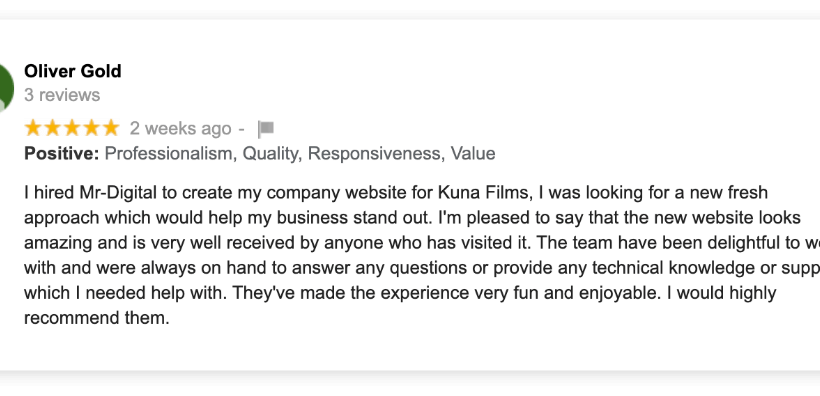 Oliver Gold
3 reviews
2 weeks ago -
Positive: Professionalism, Quality, Responsiveness, Value
I hired Mr-Digital to create my company website for Kuna Films, I was looking for a new fresh
approach which would help my business stand out. I'm pleased to say that the new website looks
amazing and is very well received by anyone who has visited it. The team have been delightful to
with and were always on hand to answer any questions or provide any technical knowledge or
which I needed help with. They've made the experience very fun and enjoyable. I would highly
recommend them.